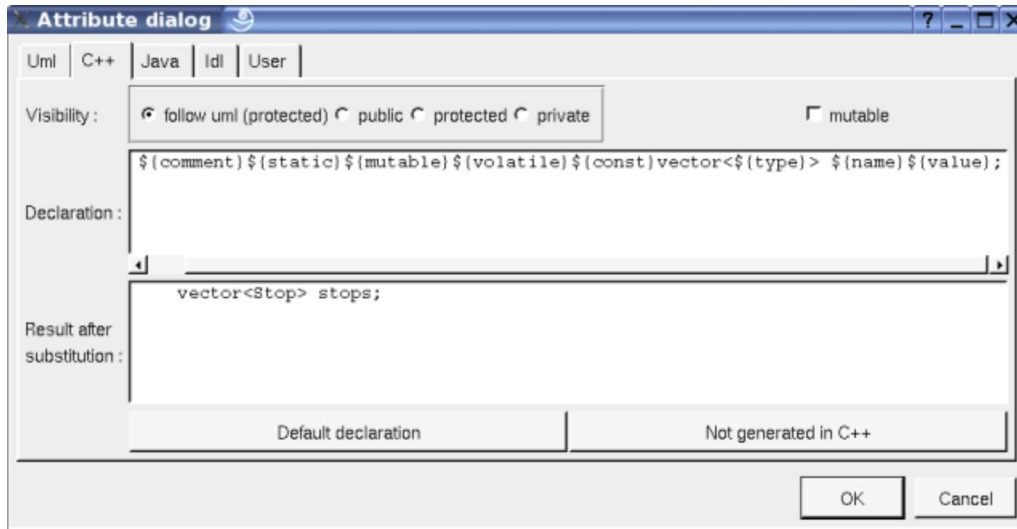 Attribute dialog
? _ □ X
Uml C++ Java Idl User
Visibility : follow uml (protected) public protected private mutable
${comment}${static}${mutable}${volatile}${const}vector<${type}> ${name}${value};
Declaration :
vector<Stop> stops;
Result after
substitution :
Default declaration Not generated in C++
OK Cancel